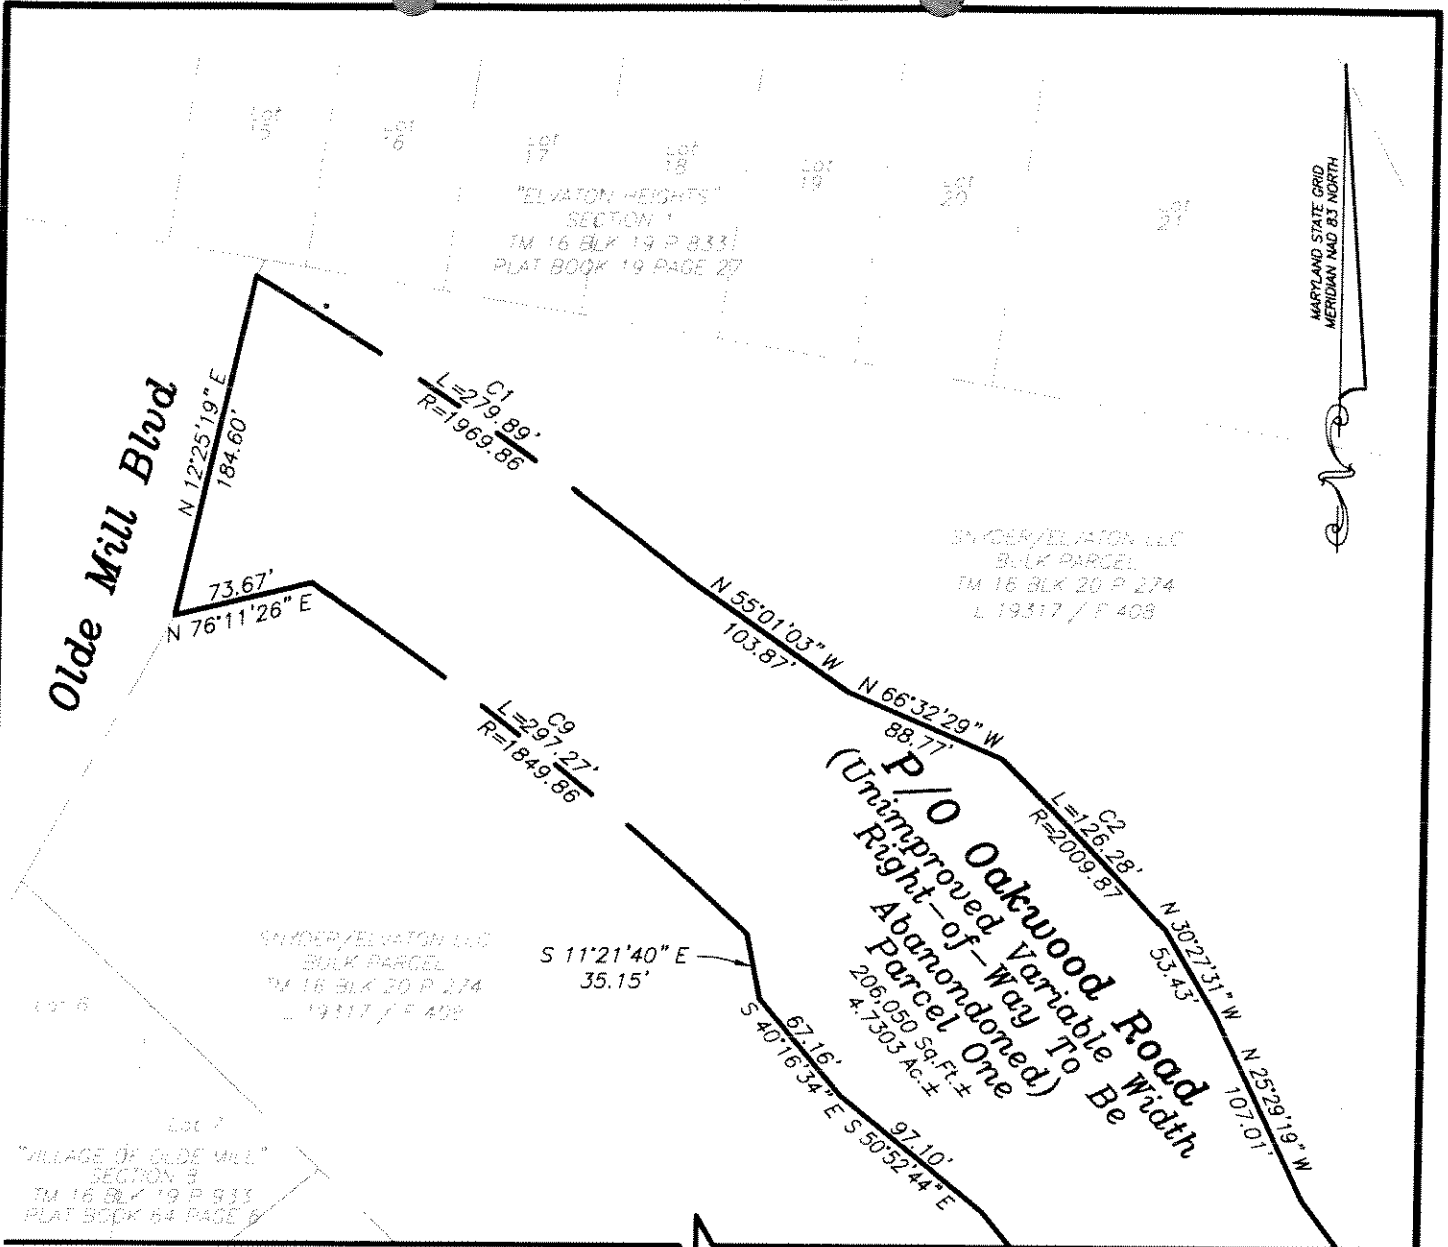 Lot
15
Lot
16
Lot
17
Lot
18
Lot
19
Lot
20
Lot
21
"ELVATON HEIGHTS"
SECTION 1
TM 16 BLK 19 P 833
PLAT BOOK 19 PAGE 27
MARYLAND STATE GRID
MERIDIAN NAD 83 NORTH
Olde Mill Blvd
N 12°25'19" E
184.60'
73.67'
N 76°11'26" E
C1
L=279.89'
R=1969.86
N 55°01'03" W
103.87'
SNYDER/ELVATON LLC
BULK PARCEL
TM 16 BLK 20 P 274
L 19317 / F 408
N 66°32'29" W
88.77'
C9
L=297.27'
R=1849.86
C2
L=126.28'
R=2009.87
P/O Oakwood Road
(Unimproved Variable Width
Right-of-Way To Be
Abanondoned)
Parcel One
206,050 Sq.Ft.±
4.7303 Ac.±
N 30°27'31" W
53.43'
N 25°29'19" W
107.01'
S 11°21'40" E
35.15'
67.16'
S 40°16'34" E
97.10'
S 50°52'44" E
SNYDER/ELVATON LLC
BULK PARCEL
TM 16 BLK 20 P 274
L 19317 / F 408
Lot 6
Lot 7
"VILLAGE OF OLDE MILL"
SECTION B
TM 16 BLK 19 P 933
PLAT BOOK 64 PAGE 6